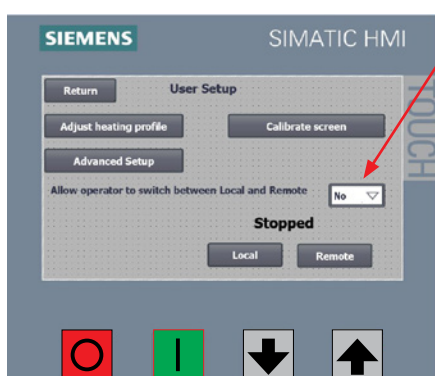 SIEMENS SIMATIC HMI
TOUCH
Return User Setup
Adjust heating profile Calibrate screen
Advanced Setup
Allow operator to switch between Local and Remote No
Stopped
Local Remote